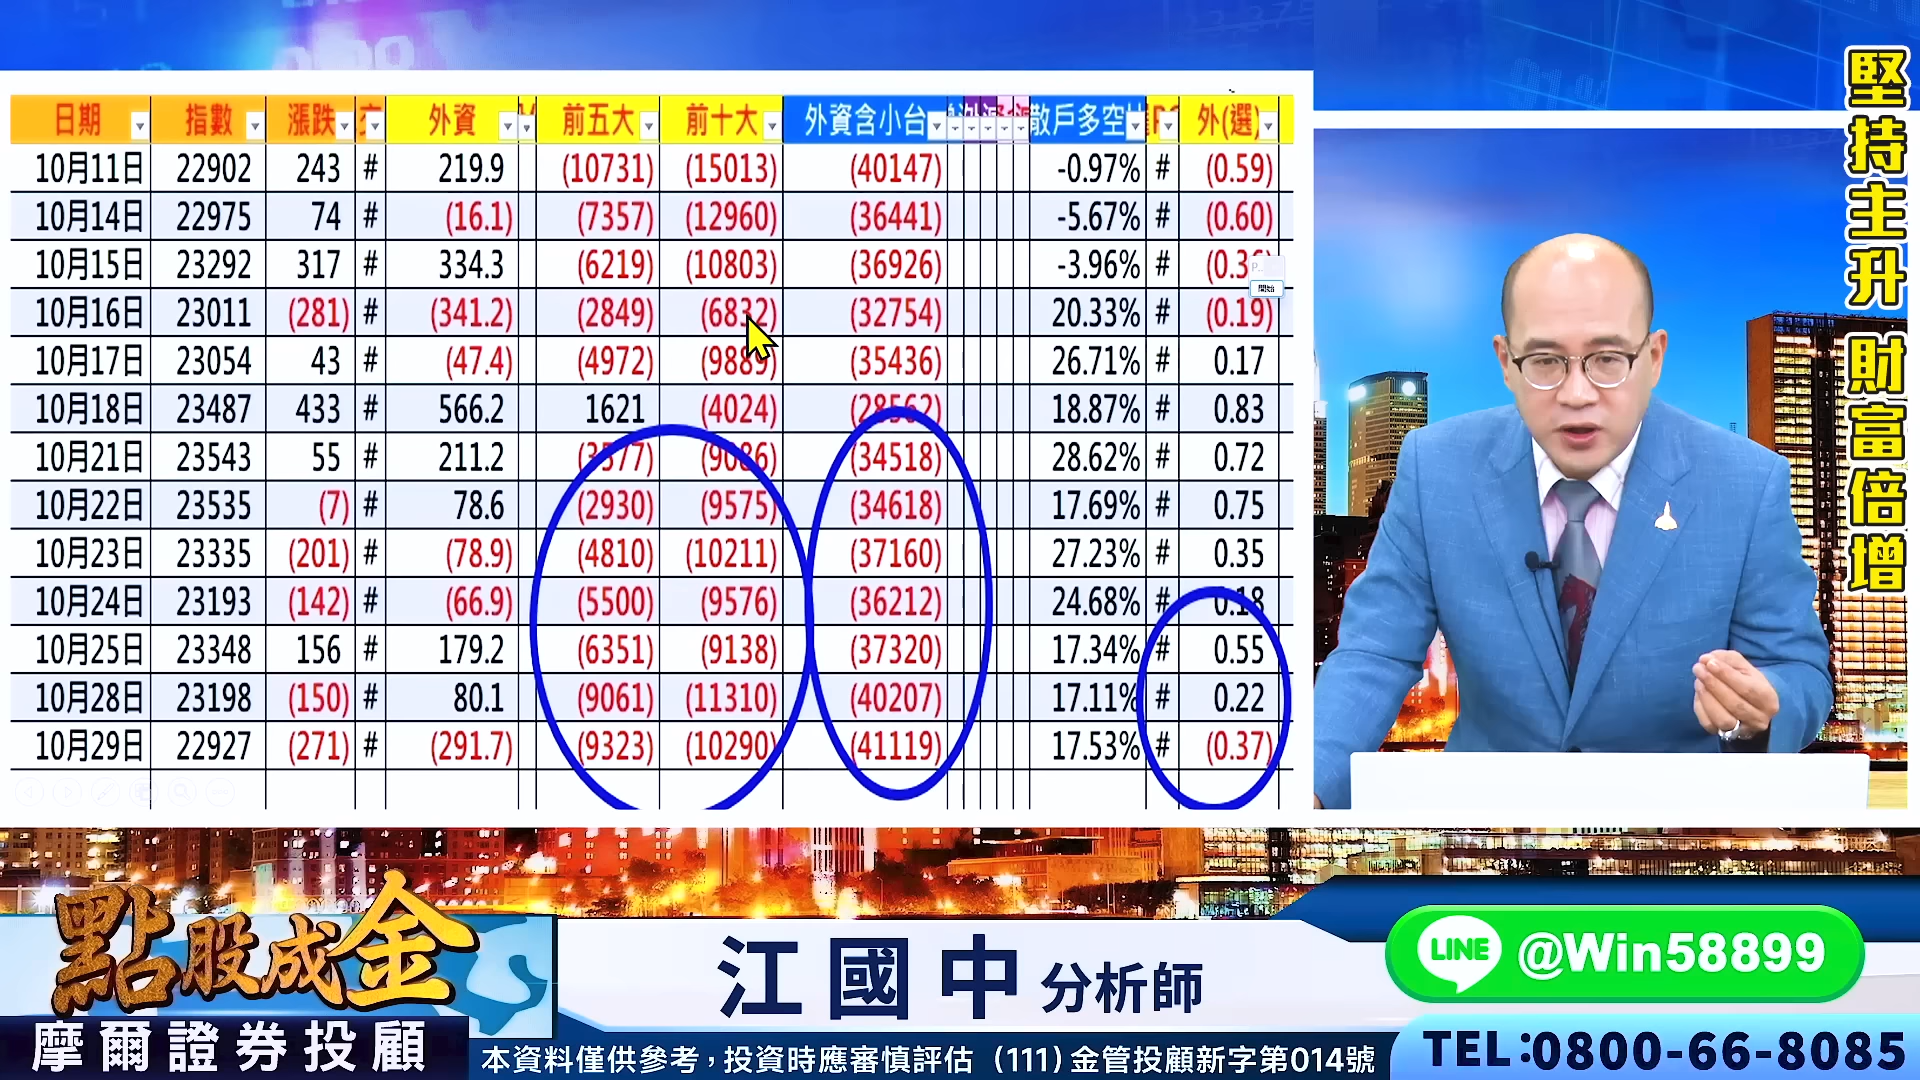 日期 指數 漲跌 外資 前五大 前十大 外資含小台 散戶多空 外(選)
10月11日 22902 243 # 219.9 (10731) (15013) (40147) -0.97% # (0.59)
10月14日 22975 74 # (16.1) (7357) (12960) (36441) -5.67% # (0.60)
10月15日 23292 317 # 334.3 (6219) (10803) (36926) -3.96% #
開始
10月16日 23011 (281) # (341.2) (2849) (6832) (32754) 20.33% # (0.19)
10月17日 23054 43 # (47.4) (4972) (9889) (35436) 26.71% # 0.17
10月18日 23487 433 # 566.2 1621 (4024) (28562) 18.87% # 0.83
10月21日 23543 55 # 211.2 (3577) (9086) (34518) 28.62% # 0.72
10月22日 23535 (7) # 78.6 (2930) (9575) (34618) 17.69% # 0.75
10月23日 23335 (201) # (78.9) (4810) (10211) (37160) 27.23% # 0.35
10月24日 23193 (142) # (66.9) (5500) (9576) (36212) 24.68% # 0.18
10月25日 23348 156 # 179.2 (6351) (9138) (37320) 17.34% # 0.55
10月28日 23198 (150) # 80.1 (9061) (11310) (40207) 17.11% # 0.22
10月29日 22927 (271) # (291.7) (9323) (10290) (41119) 17.53% # (0.37)
堅持主升 財富倍增
點股成金
摩爾證券投顧
江國中 分析師
LINE @Win58899
本資料僅供參考，投資時應審慎評估 (111) 金管投顧新字第014號
TEL:0800-66-8085